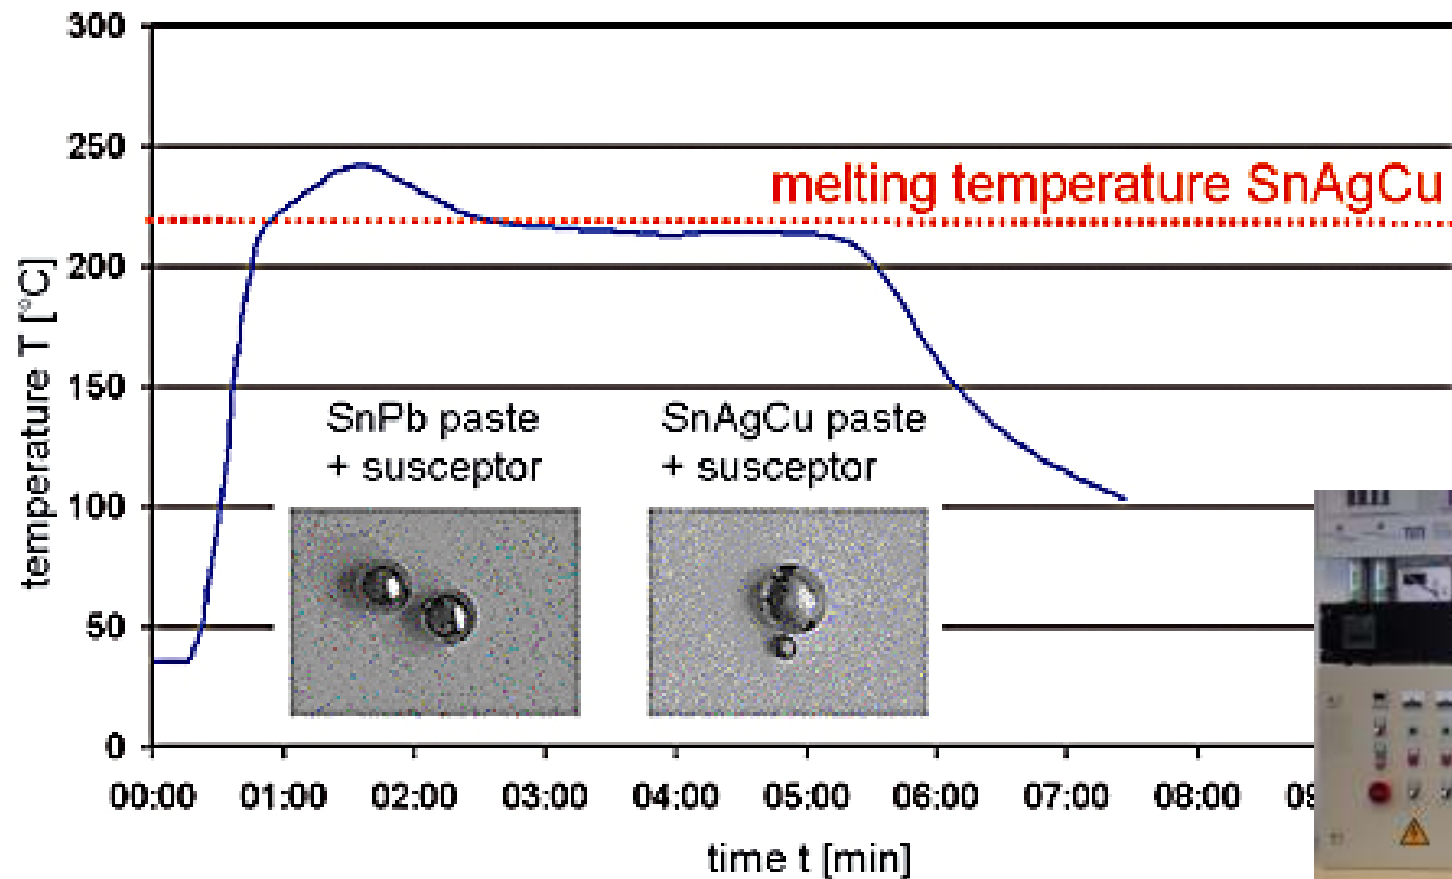 300
250
melting temperature SnAgCu
200
temperature T [°C]
150
SnPb paste
+ susceptor
SnAgCu paste
+ susceptor
100
50
0
00:00 01:00 02:00 03:00 04:00 05:00 06:00 07:00 08:00
time t [min]